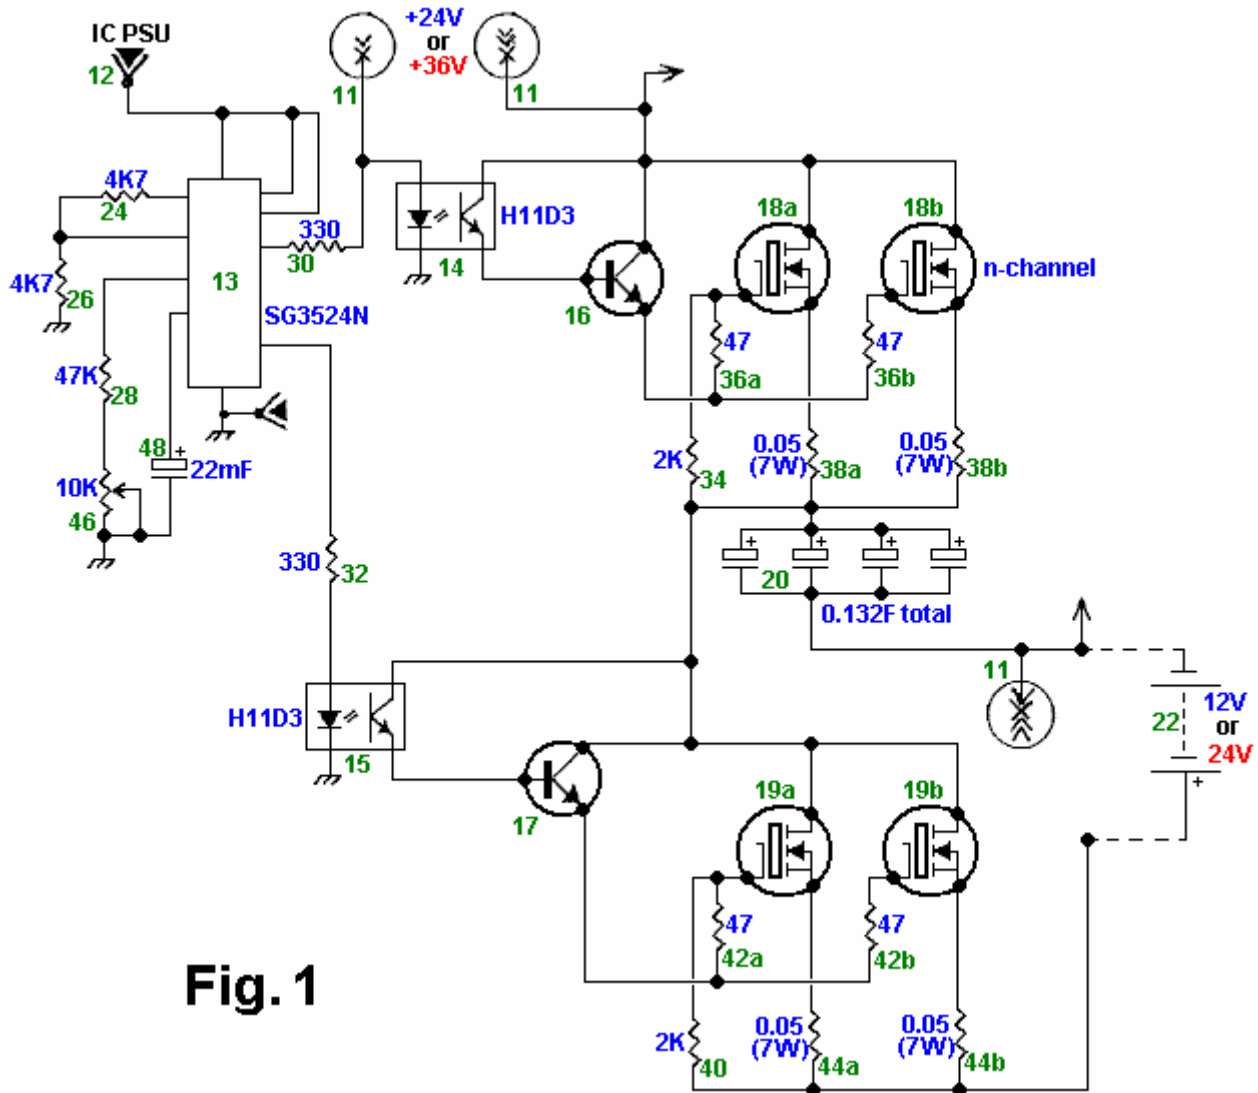 IC PSU
12
11
+24V
or
+36V
11
4K7
24
4K7
26
13
SG3524N
330
30
14
H11D3
16
18a
18b
n-channel
47
36a
47
36b
47K
28
48
+
22mF
10K
46
2K
34
0.05
(7W)
38a
0.05
(7W)
38b
330
32
+
+
+
+
20
0.132F total
11
H11D3
15
17
22
12V
or
24V
+
19a
19b
47
42a
47
42b
2K
40
0.05
(7W)
44a
0.05
(7W)
44b
Fig. 1